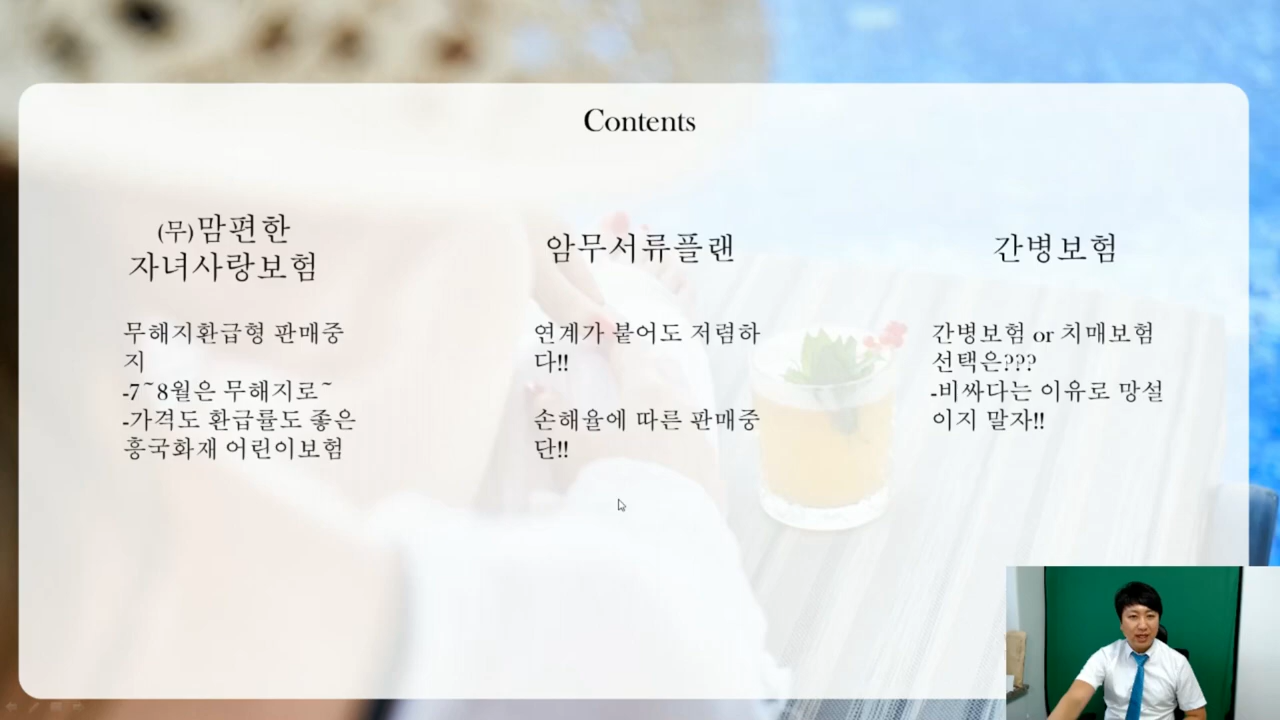 Contents
(무)맘편한
자녀사랑보험
무해지환급형 판매중
지
-7~8월은 무해지로~
-가격도 환급률도 좋은
흥국화재 어린이보험
암무서류플랜
연계가 붙어도 저렴하
다!!
손해율에 따른 판매중
단!!
간병보험
간병보험 or 치매보험
선택은???
-비싸다는 이유로 망설
이지 말자!!